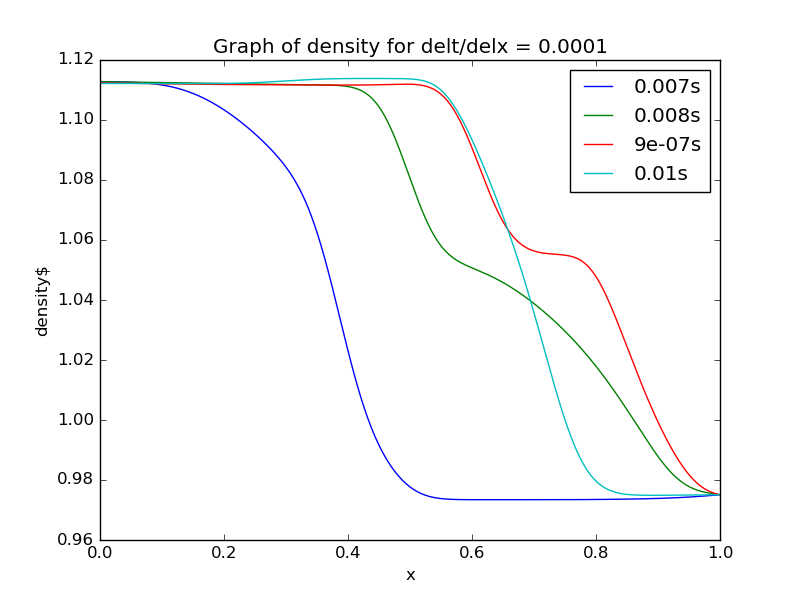 Graph of density for delt/delx = 0.0001
1.12
1.10
1.08
1.06
1.04
1.02
1.00
0.98
0.96
density$
0.007s
0.008s
9e-07s
0.01s
0.0 0.2 0.4 0.6 0.8 1.0
x